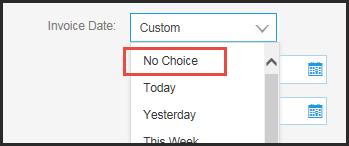 Invoice Date: Custom
No Choice
Today
Yesterday
This Week